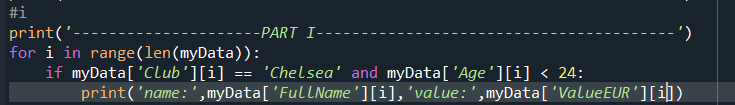 #i
print('---------------------PART I----------------------------------------')
for i in range(len(myData)):
    if myData['Club'][i] == 'Chelsea' and myData['Age'][i] < 24:
        print('name:',myData['FullName'][i],'value:',myData['ValueEUR'][i])